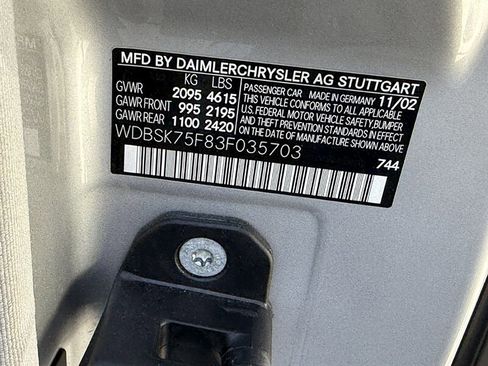 MFD BY DAIMLERCHRYSLER AG STUTTGART
KG LBS
GVWR 2095 4615
GAWR FRONT 995 2195
GAWR REAR 1100 2420
PASSENGER CAR MADE IN GERMANY 11/02
THIS VEHICLE CONFORMS TO ALL APPLICABLE
U.S. FEDERAL MOTOR VEHICLE SAFETY, BUMPER
AND THEFT PREVENTION STANDARDS IN EFFECT
ON THE DATE OF MANUFACTURE SHOWN ABOVE
WDBSK75F83F035703
744